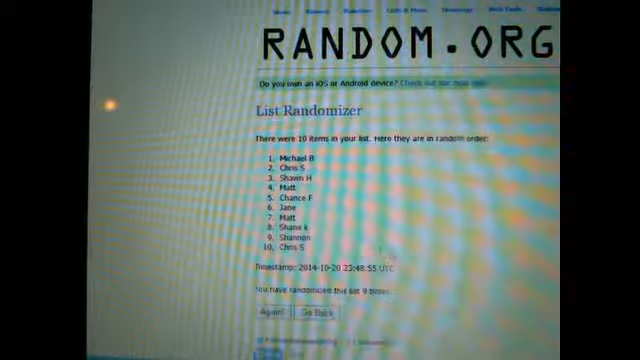 RANDOM.ORG
Do you own an iOS or Android device? Check out our new app!
List Randomizer
There were 10 items in your list. Here they are in random order:
1. Michael B
2. Chris S
3. Shawn H
4. Matt
5. Chance F
6. Jane
7. Matt
8. Shane k
9. Shannon
10. Chris S
Timestamp: 2014-10-20 23:48:55 UTC
You have randomized this list 9 times.
Again! Go Back